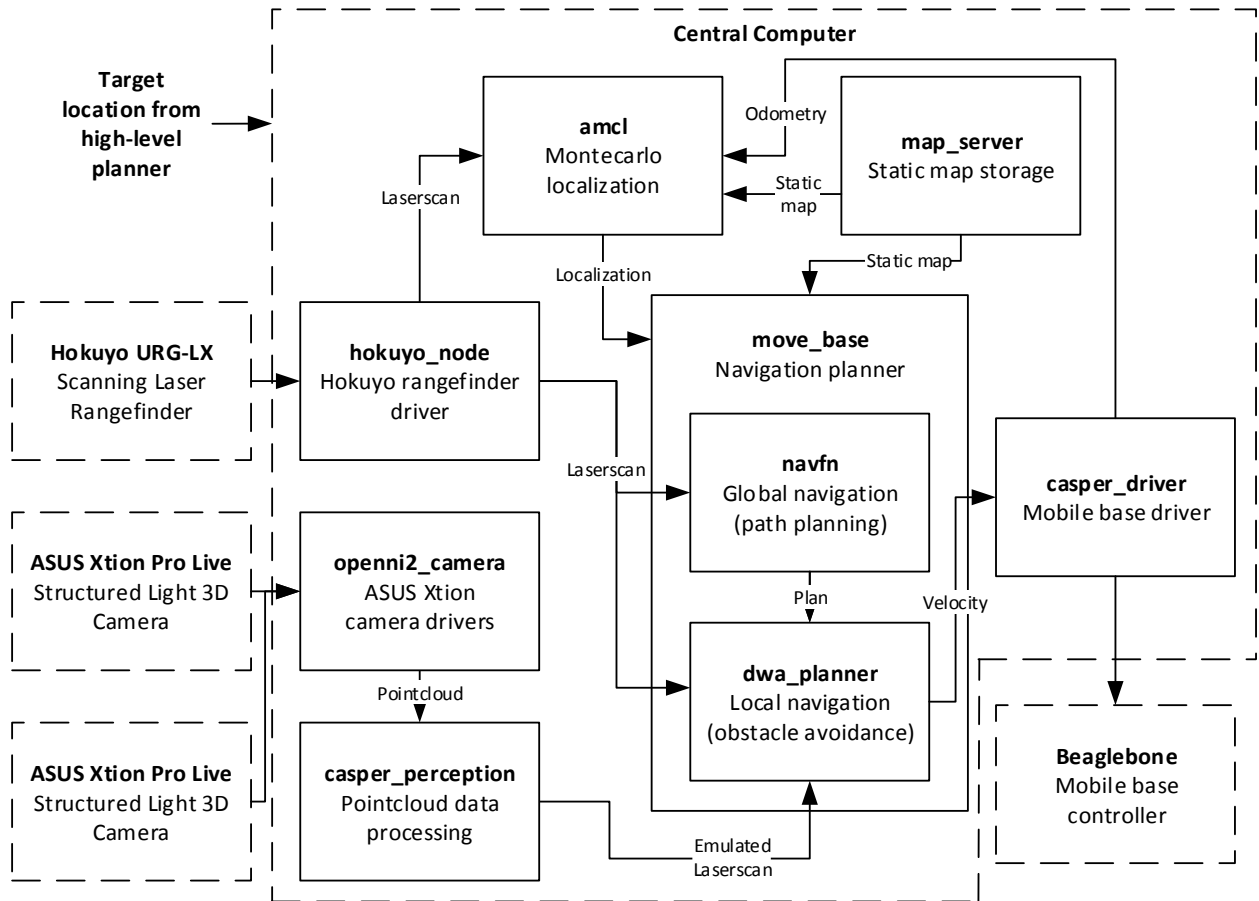 Central Computer
Target
location from
high-level
planner
amcl
Montecarlo
localization
Odometry
map_server
Static map storage
Laserscan
Static
map
Localization
Static map
Hokuyo URG-LX
Scanning Laser
Rangefinder
hokuyo_node
Hokuyo rangefinder
driver
move_base
Navigation planner
Laserscan
navfn
Global navigation
(path planning)
casper_driver
Mobile base driver
ASUS Xtion Pro Live
Structured Light 3D
Camera
openni2_camera
ASUS Xtion
camera drivers
Plan
Velocity
Pointcloud
dwa_planner
Local navigation
(obstacle avoidance)
ASUS Xtion Pro Live
Structured Light 3D
Camera
casper_perception
Pointcloud data
processing
Emulated
Laserscan
Beaglebone
Mobile base
controller